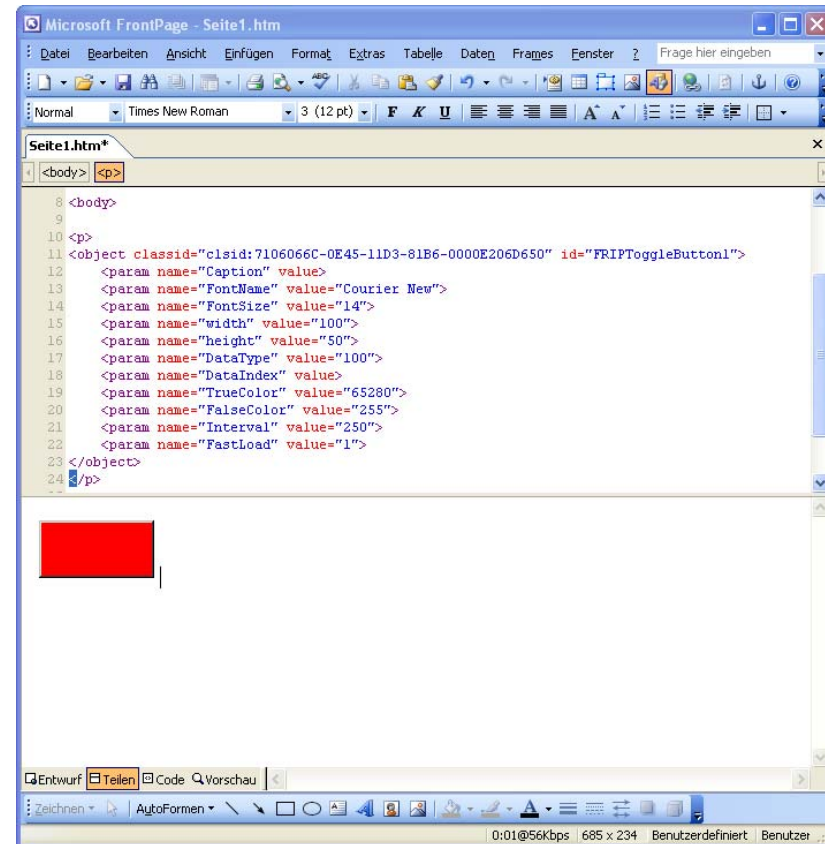 Microsoft FrontPage - Seite1.htm
Datei Bearbeiten Ansicht Einfügen Format Extras Tabelle Daten Frames Fenster ? Frage hier eingeben
Normal Times New Roman 3 (12 pt) F K U A A
Seite1.htm*
<body> <p>
8 <body>
9
10 <p>
11 <object classid="clsid:7106066C-0E45-11D3-81B6-0000E206D650" id="FRIPToggleButton1">
12 <param name="Caption" value>
13 <param name="FontName" value="Courier New">
14 <param name="FontSize" value="14">
15 <param name="width" value="100">
16 <param name="height" value="50">
17 <param name="DataType" value="100">
18 <param name="DataIndex" value>
19 <param name="TrueColor" value="65280">
20 <param name="FalseColor" value="255">
21 <param name="Interval" value="250">
22 <param name="FastLoad" value="1">
23 </object>
24 </p>
Entwurf Teilen Code Vorschau
Zeichnen AutoFormen A
0:01@56Kbps 685 x 234 Benutzerdefiniert Benutzer